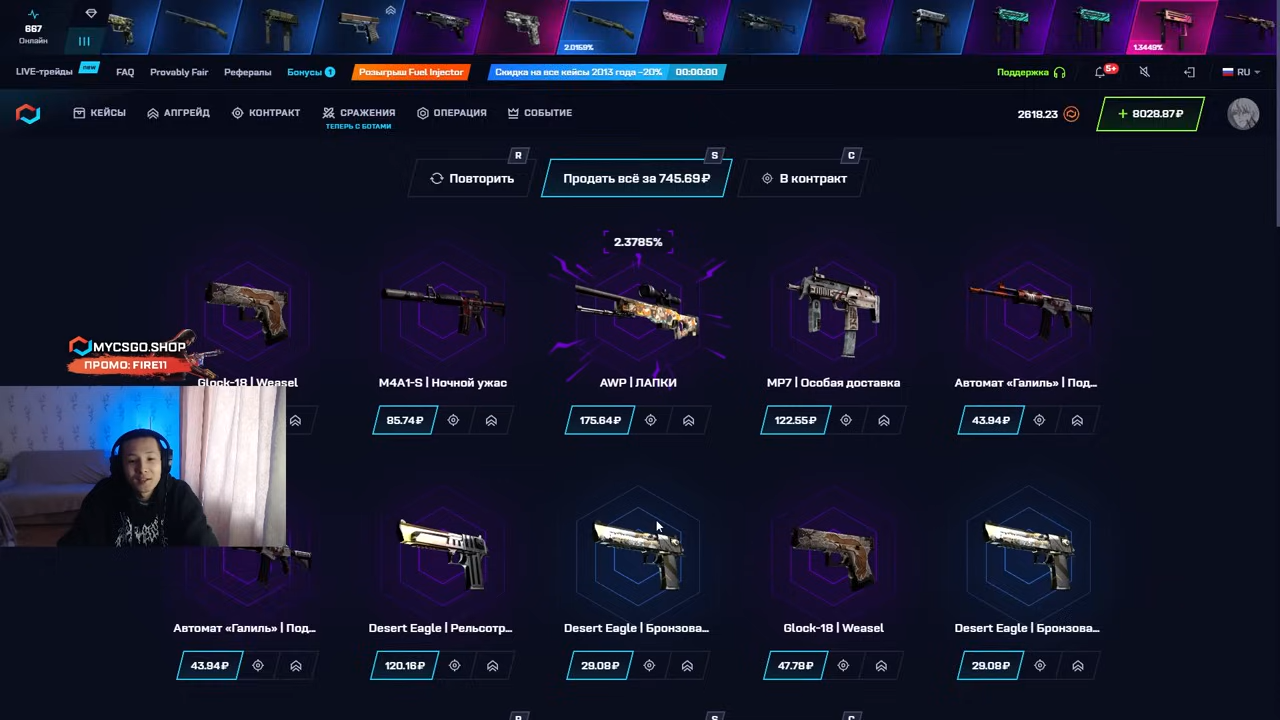 667
Онлайн
2.0159%
1.3449%
LIVE-трейды
new
FAQ
Provably Fair
Рефералы
Бонусы 1
Розыгрыш Fuel Injector
Скидка на все кейсы 2013 года -20% 00:00:00
Поддержка
5+
RU
КЕЙСЫ
АПГРЕЙД
КОНТРАКТ
СРАЖЕНИЯ
ТЕПЕРЬ С БОТАМИ
ОПЕРАЦИЯ
СОБЫТИЕ
2618.23
+ 8028.87₽
R
S
C
Повторить
Продать всё за 745.69₽
В контракт
2.3785%
MYCSGO.SHOP
ПРОМО: FIRE11
Glock-18 | Weasel
M4A1-S | Ночной ужас
AWP | ЛАПКИ
MP7 | Особая доставка
Автомат «Галиль» | Под...
85.74₽
175.64₽
122.55₽
43.94₽
Автомат «Галиль» | Под...
Desert Eagle | Рельсотр...
Desert Eagle | Бронзова...
Glock-18 | Weasel
Desert Eagle | Бронзова...
43.94₽
120.16₽
29.08₽
47.78₽
29.08₽
R
S
C